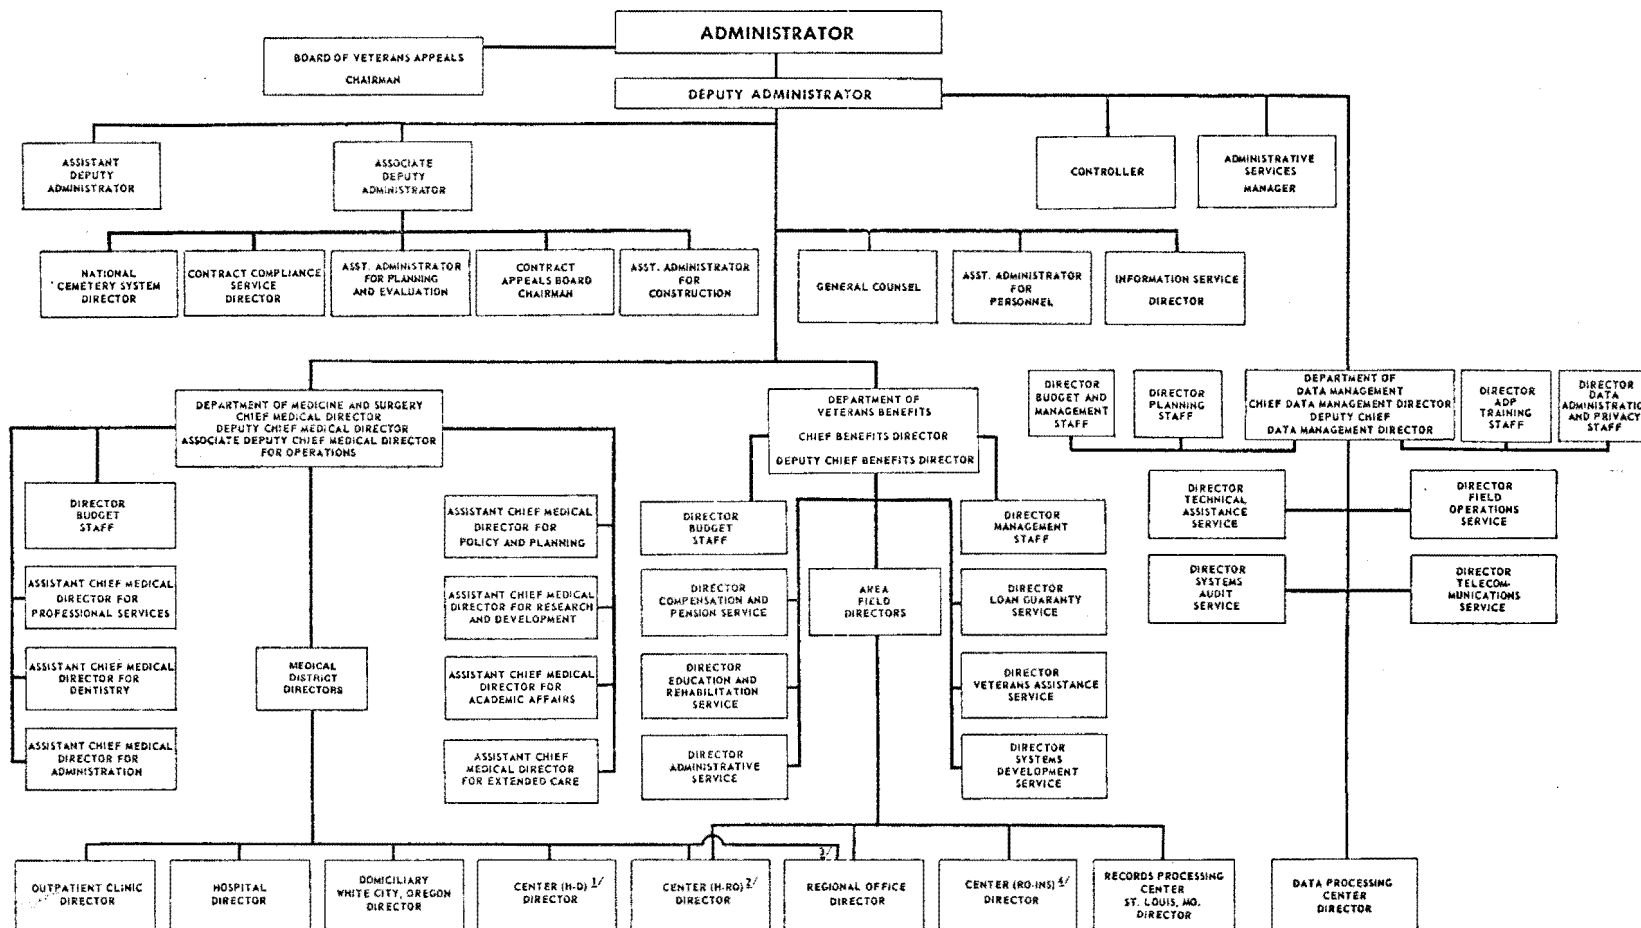 ADMINISTRATOR
BOARD OF VETERANS APPEALS
CHAIRMAN
DEPUTY ADMINISTRATOR
ASSISTANT
DEPUTY
ADMINISTRATOR
ASSOCIATE
DEPUTY
ADMINISTRATOR
CONTROLLER
ADMINISTRATIVE
SERVICES
MANAGER
NATIONAL
CEMETERY SYSTEM
DIRECTOR
CONTRACT COMPLIANCE
SERVICE
DIRECTOR
ASST. ADMINISTRATOR
FOR PLANNING
AND EVALUATION
CONTRACT
APPEALS BOARD
CHAIRMAN
ASST. ADMINISTRATOR
FOR
CONSTRUCTION
GENERAL COUNSEL
ASST. ADMINISTRATOR
FOR
PERSONNEL
INFORMATION SERVICE
DIRECTOR
DEPARTMENT OF MEDICINE AND SURGERY
CHIEF MEDICAL DIRECTOR
DEPUTY CHIEF MEDICAL DIRECTOR
ASSOCIATE DEPUTY CHIEF MEDICAL DIRECTOR
FOR OPERATIONS
DEPARTMENT OF
VETERANS BENEFITS
CHIEF BENEFITS DIRECTOR
DEPUTY CHIEF BENEFITS DIRECTOR
DIRECTOR
BUDGET AND
MANAGEMENT
STAFF
DIRECTOR
PLANNING
STAFF
DEPARTMENT OF
DATA MANAGEMENT
CHIEF DATA MANAGEMENT DIRECTOR
DEPUTY CHIEF
DATA MANAGEMENT DIRECTOR
DIRECTOR
ADP
TRAINING
STAFF
DIRECTOR
DATA
ADMINISTRATION
AND PRIVACY
STAFF
DIRECTOR
BUDGET
STAFF
ASSISTANT CHIEF MEDICAL
DIRECTOR FOR
PROFESSIONAL SERVICES
ASSISTANT CHIEF MEDICAL
DIRECTOR FOR
DENTISTRY
ASSISTANT CHIEF MEDICAL
DIRECTOR FOR
ADMINISTRATION
MEDICAL
DISTRICT
DIRECTORS
ASSISTANT CHIEF MEDICAL
DIRECTOR FOR
POLICY AND PLANNING
ASSISTANT CHIEF MEDICAL
DIRECTOR FOR RESEARCH
AND DEVELOPMENT
ASSISTANT CHIEF MEDICAL
DIRECTOR FOR
ACADEMIC AFFAIRS
ASSISTANT CHIEF
MEDICAL DIRECTOR
FOR EXTENDED CARE
DIRECTOR
BUDGET
STAFF
DIRECTOR
COMPENSATION AND
PENSION SERVICE
DIRECTOR
EDUCATION AND
REHABILITATION
SERVICE
DIRECTOR
ADMINISTRATIVE
SERVICE
AREA
FIELD
DIRECTORS
DIRECTOR
MANAGEMENT
STAFF
DIRECTOR
LOAN GUARANTY
SERVICE
DIRECTOR
VETERANS ASSISTANCE
SERVICE
DIRECTOR
SYSTEMS
DEVELOPMENT
SERVICE
DIRECTOR
TECHNICAL
ASSISTANCE
SERVICE
DIRECTOR
FIELD
OPERATIONS
SERVICE
DIRECTOR
SYSTEMS
AUDIT
SERVICE
DIRECTOR
TELECOM-
MUNICATIONS
SERVICE
OUTPATIENT CLINIC
DIRECTOR
HOSPITAL
DIRECTOR
DOMICILIARY
WHITE CITY, OREGON
DIRECTOR
CENTER (H-D) 1/
DIRECTOR
CENTER (H-RO) 2/
DIRECTOR
3/
REGIONAL OFFICE
DIRECTOR
CENTER (RO-INS) 4/
DIRECTOR
RECORDS PROCESSING
CENTER
ST. LOUIS, MO.
DIRECTOR
DATA PROCESSING
CENTER
DIRECTOR